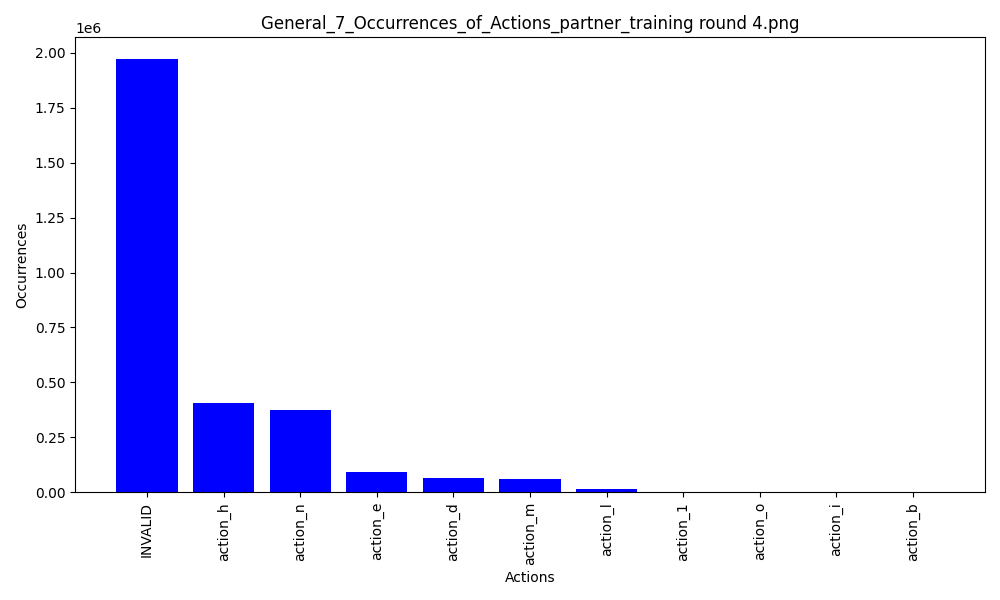 General_7_Occurrences_of_Actions_partner_training round 4.png
1e6
2.00
1.75
1.50
1.25
1.00
0.75
0.50
0.25
0.00
Occurrences
INVALID
action_h
action_n
action_e
action_d
action_m
action_l
action_1
action_o
action_i
action_b
Actions